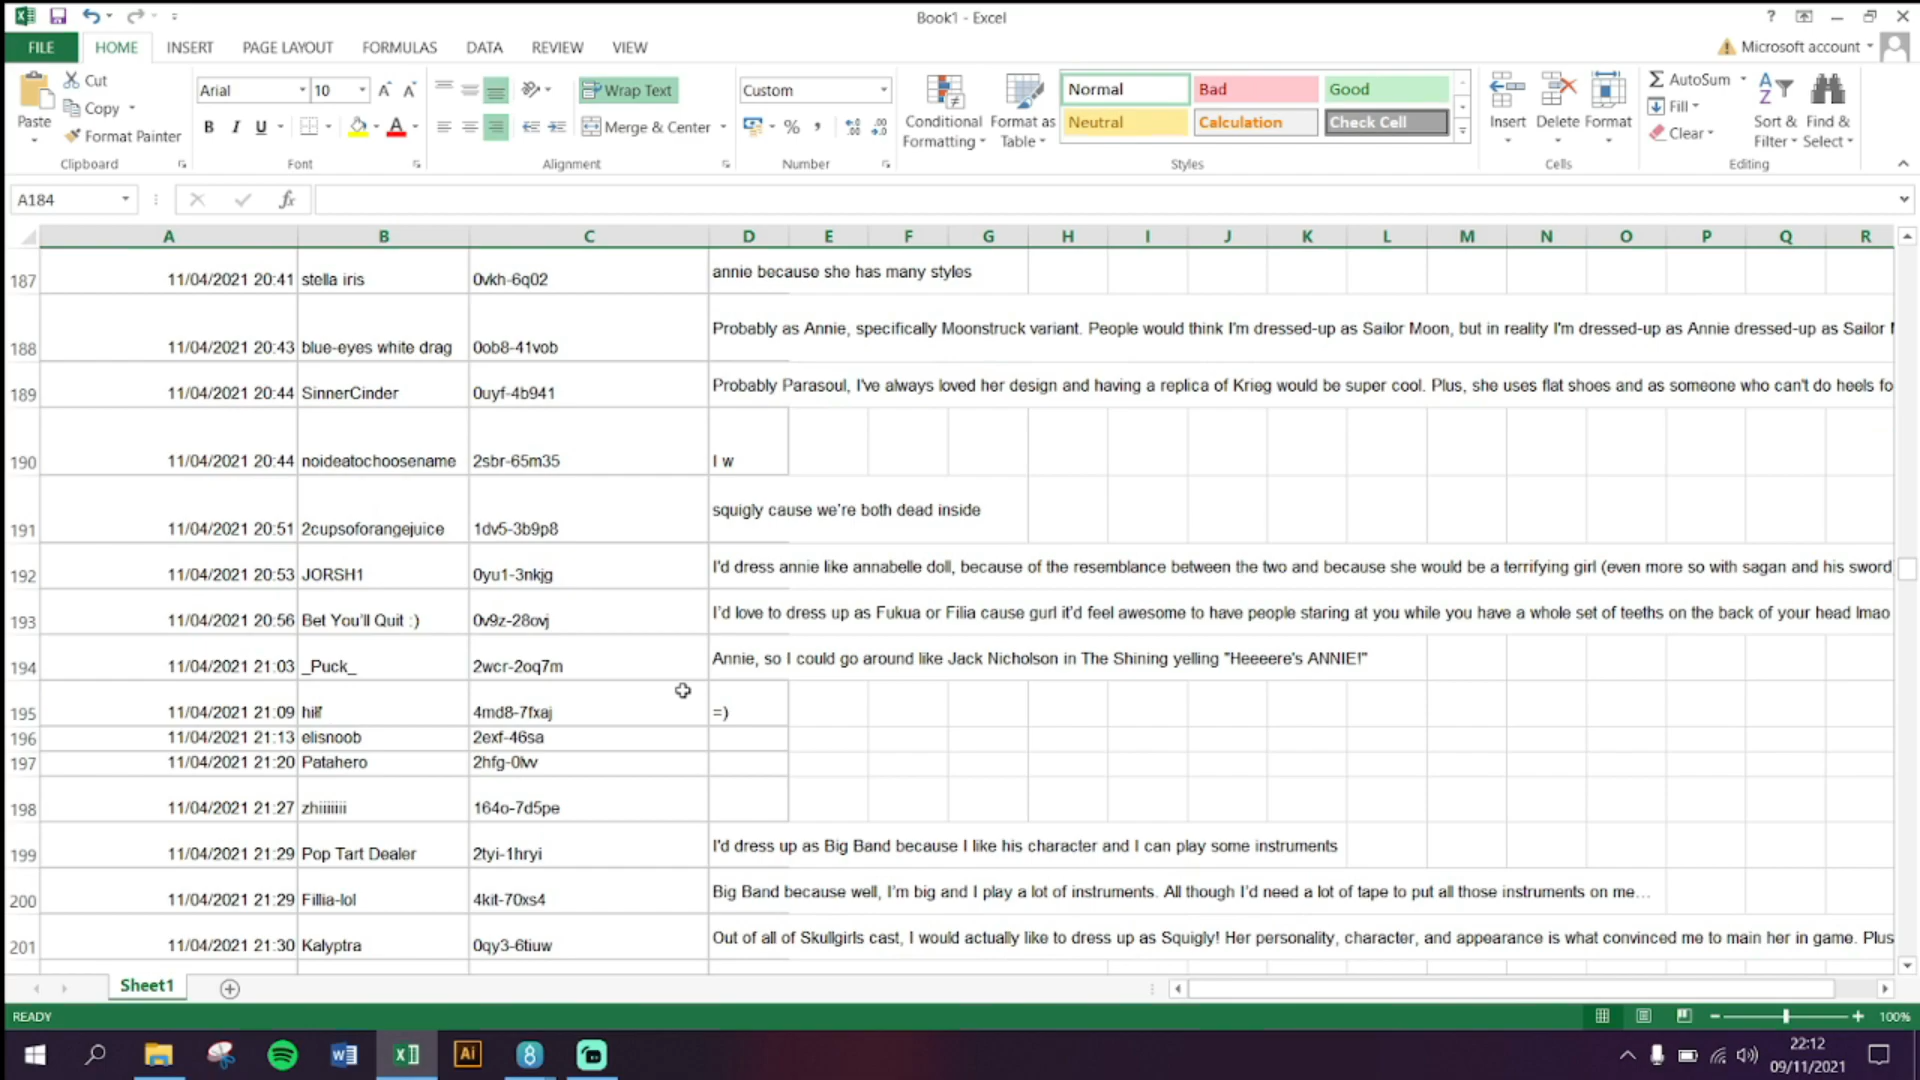 Book1 - Excel
FILE HOME INSERT PAGE LAYOUT FORMULAS DATA REVIEW VIEW Microsoft account
Paste Cut Copy Format Painter Clipboard
Arial 10 B I U Font
Wrap Text Merge & Center Alignment
Custom % Number
Conditional Formatting Format as Table
Normal Bad Good
Neutral Calculation Check Cell
Styles
Insert Delete Format Cells
AutoSum Fill Clear Sort & Filter Find & Select Editing
A184 fx
A B C D E F G H I J K L M N O P Q R
187 11/04/2021 20:41 stella iris 0vkh-6q02 annie because she has many styles
188 11/04/2021 20:43 blue-eyes white drag 0ob8-41vob Probably as Annie, specifically Moonstruck variant. People would think I'm dressed-up as Sailor Moon, but in reality I'm dressed-up as Annie dressed-up as Sailor
189 11/04/2021 20:44 SinnerCinder 0uyf-4b941 Probably Parasoul, I've always loved her design and having a replica of Krieg would be super cool. Plus, she uses flat shoes and as someone who can't do heels fo
190 11/04/2021 20:44 noideatochoosename 2sbr-65m35 I w
191 11/04/2021 20:51 2cupsoforangejuice 1dv5-3b9p8 squigly cause we're both dead inside
192 11/04/2021 20:53 JORSH1 0yu1-3nkjg I'd dress annie like annabelle doll, because of the resemblance between the two and because she would be a terrifying girl (even more so with sagan and his sword)
193 11/04/2021 20:56 Bet You'll Quit :) 0v9z-28ovj I'd love to dress up as Fukua or Filia cause gurl it'd feel awesome to have people staring at you while you have a whole set of teeths on the back of your head lmao
194 11/04/2021 21:03 _Puck_ 2wcr-2oq7m Annie, so I could go around like Jack Nicholson in The Shining yelling "Heeeere's ANNIE!"
195 11/04/2021 21:09 4md8-7fxaj =)
196 11/04/2021 21:13 elisnoob 2exf-46sa
197 11/04/2021 21:20 Patahero
198 11/04/2021 21:27 164o-7d5pe
199 11/04/2021 21:29 Pop Tart Dealer 2tyi-1hryi I'd dress up as Big Band because I like his character and I can play some instruments
200 11/04/2021 21:29 Fillia-lol 4kit-70xs4 Big Band because well, I'm big and I play a lot of instruments. All though I'd need a lot of tape to put all those instruments on me…
201 11/04/2021 21:30 Kalyptra 0qy3-6tiuw Out of all of Skullgirls cast, I would actually like to dress up as Squigly! Her personality, character, and appearance is what convinced me to main her in game. Plus
Sheet1
READY 100%
Ai 8 22:12
09/11/2021